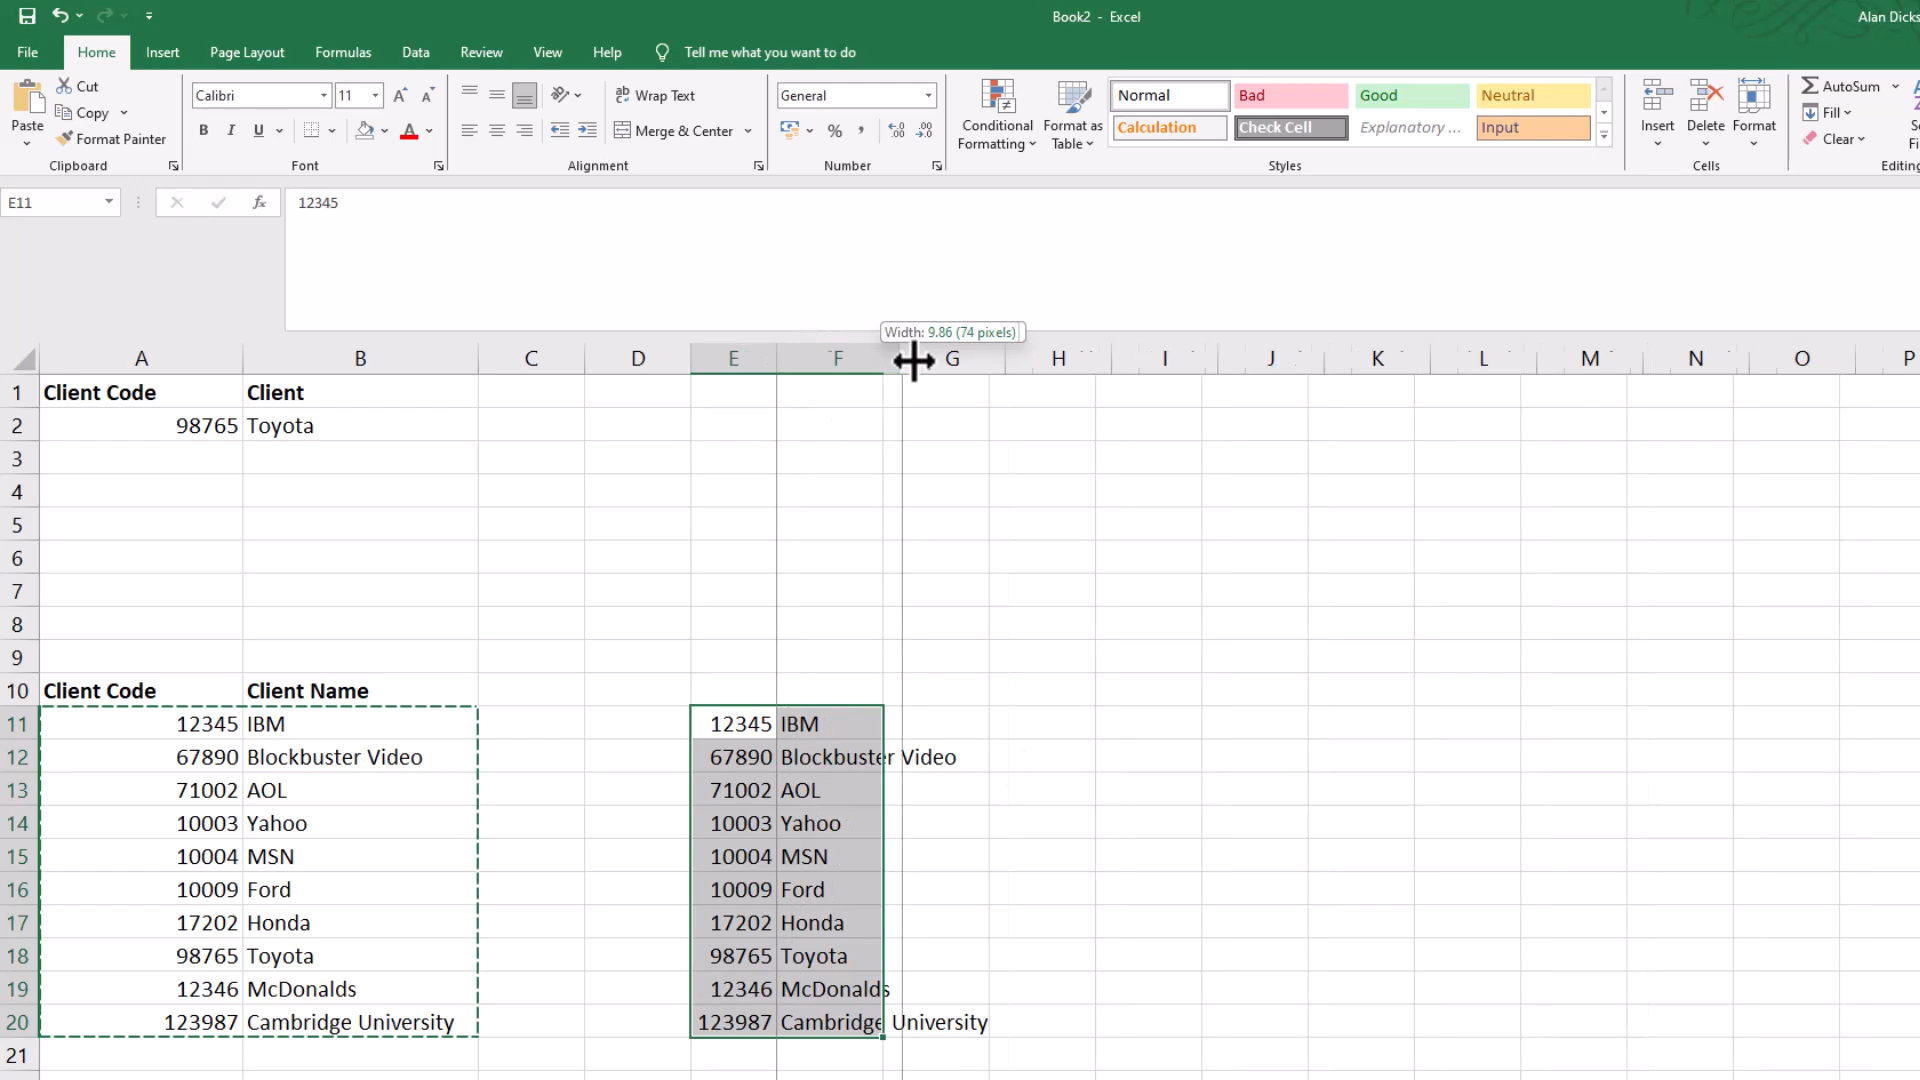 Book2 - Excel
Alan Dicks
File Home Insert Page Layout Formulas Data Review View Help Tell me what you want to do
Paste
Cut
Copy
Format Painter
Clipboard
Calibri 11
B I U
Font
Wrap Text
Merge & Center
Alignment
General
%
Number
Conditional Formatting
Format as Table
Normal Bad Good Neutral
Calculation Check Cell Explanatory ... Input
Styles
Insert Delete Format
Cells
AutoSum
Fill
Clear
Editing
E11 fx 12345
Width: 9.86 (74 pixels)
A B C D E F G H I J K L M N O P
1 Client Code Client
2 98765 Toyota
3
4
5
6
7
8
9
10 Client Code Client Name
11 12345 IBM 12345 IBM
12 67890 Blockbuster Video 67890 Blockbuster Video
13 71002 AOL 71002 AOL
14 10003 Yahoo 10003 Yahoo
15 10004 MSN 10004 MSN
16 10009 Ford 10009 Ford
17 17202 Honda 17202 Honda
18 98765 Toyota 98765 Toyota
19 12346 McDonalds 12346 McDonalds
20 123987 Cambridge University 123987 Cambridge University
21